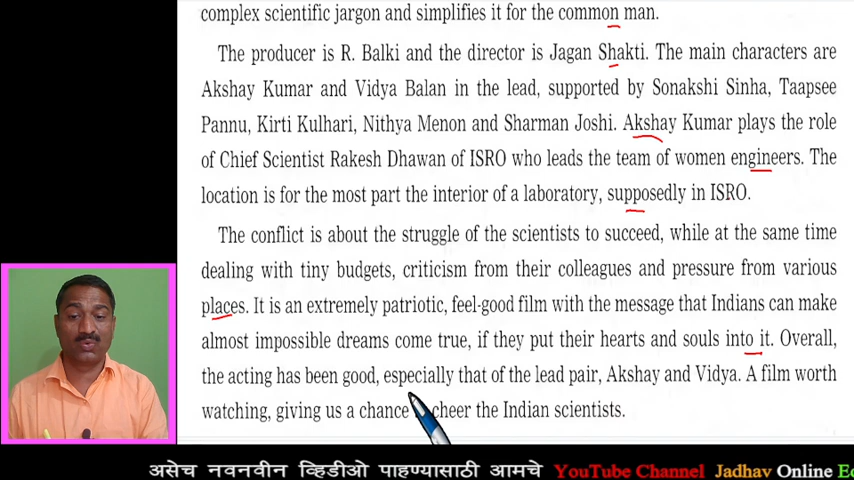 complex scientific jargon and simplifies it for the common man.
The producer is R. Balki and the director is Jagan Shakti. The main characters are
Akshay Kumar and Vidya Balan in the lead, supported by Sonakshi Sinha, Taapsee
Pannu, Kirti Kulhari, Nithya Menon and Sharman Joshi. Akshay Kumar plays the role
of Chief Scientist Rakesh Dhawan of ISRO who leads the team of women engineers. The
location is for the most part the interior of a laboratory, supposedly in ISRO.
The conflict is about the struggle of the scientists to succeed, while at the same time
dealing with tiny budgets, criticism from their colleagues and pressure from various
places. It is an extremely patriotic, feel-good film with the message that Indians can make
almost impossible dreams come true, if they put their hearts and souls into it. Overall,
the acting has been good, especially that of the lead pair, Akshay and Vidya. A film worth
watching, giving us a chance cheer the Indian scientists.
असेच नवनवीन व्हिडीओ पाहण्यासाठी आमचे YouTube Channel Jadhav Online